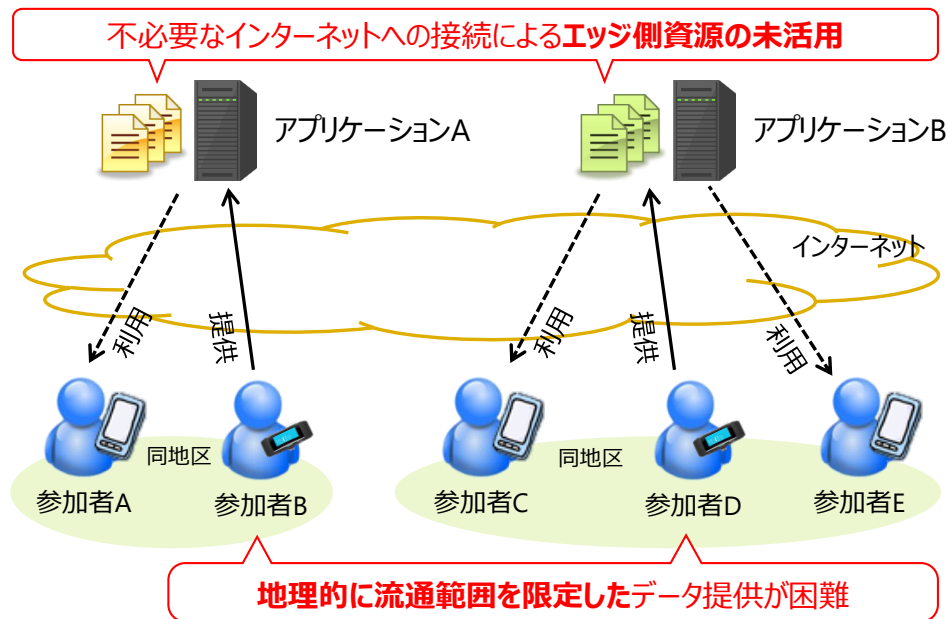 不必要なインターネットへの接続によるエッジ側資源の未活用
アプリケーションA
アプリケーションB
インターネット
利用
提供
利用
提供
利用
同地区
同地区
参加者A
参加者B
参加者C
参加者D
参加者E
地理的に流通範囲を限定したデータ提供が困難